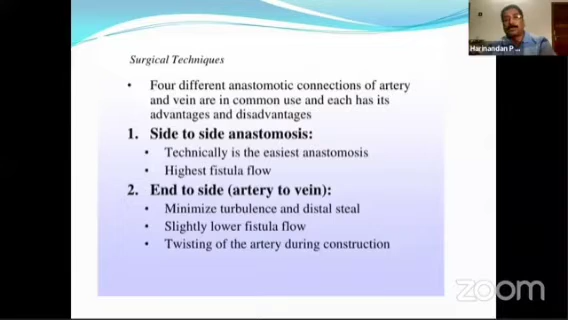 Surgical Techniques
• Four different anastomotic connections of artery
and vein are in common use and each has its
advantages and disadvantages
1. Side to side anastomosis:
• Technically is the easiest anastomosis
• Highest fistula flow
2. End to side (artery to vein):
• Minimize turbulence and distal steal
• Slightly lower fistula flow
• Twisting of the artery during construction
Harinandan P...
zoom